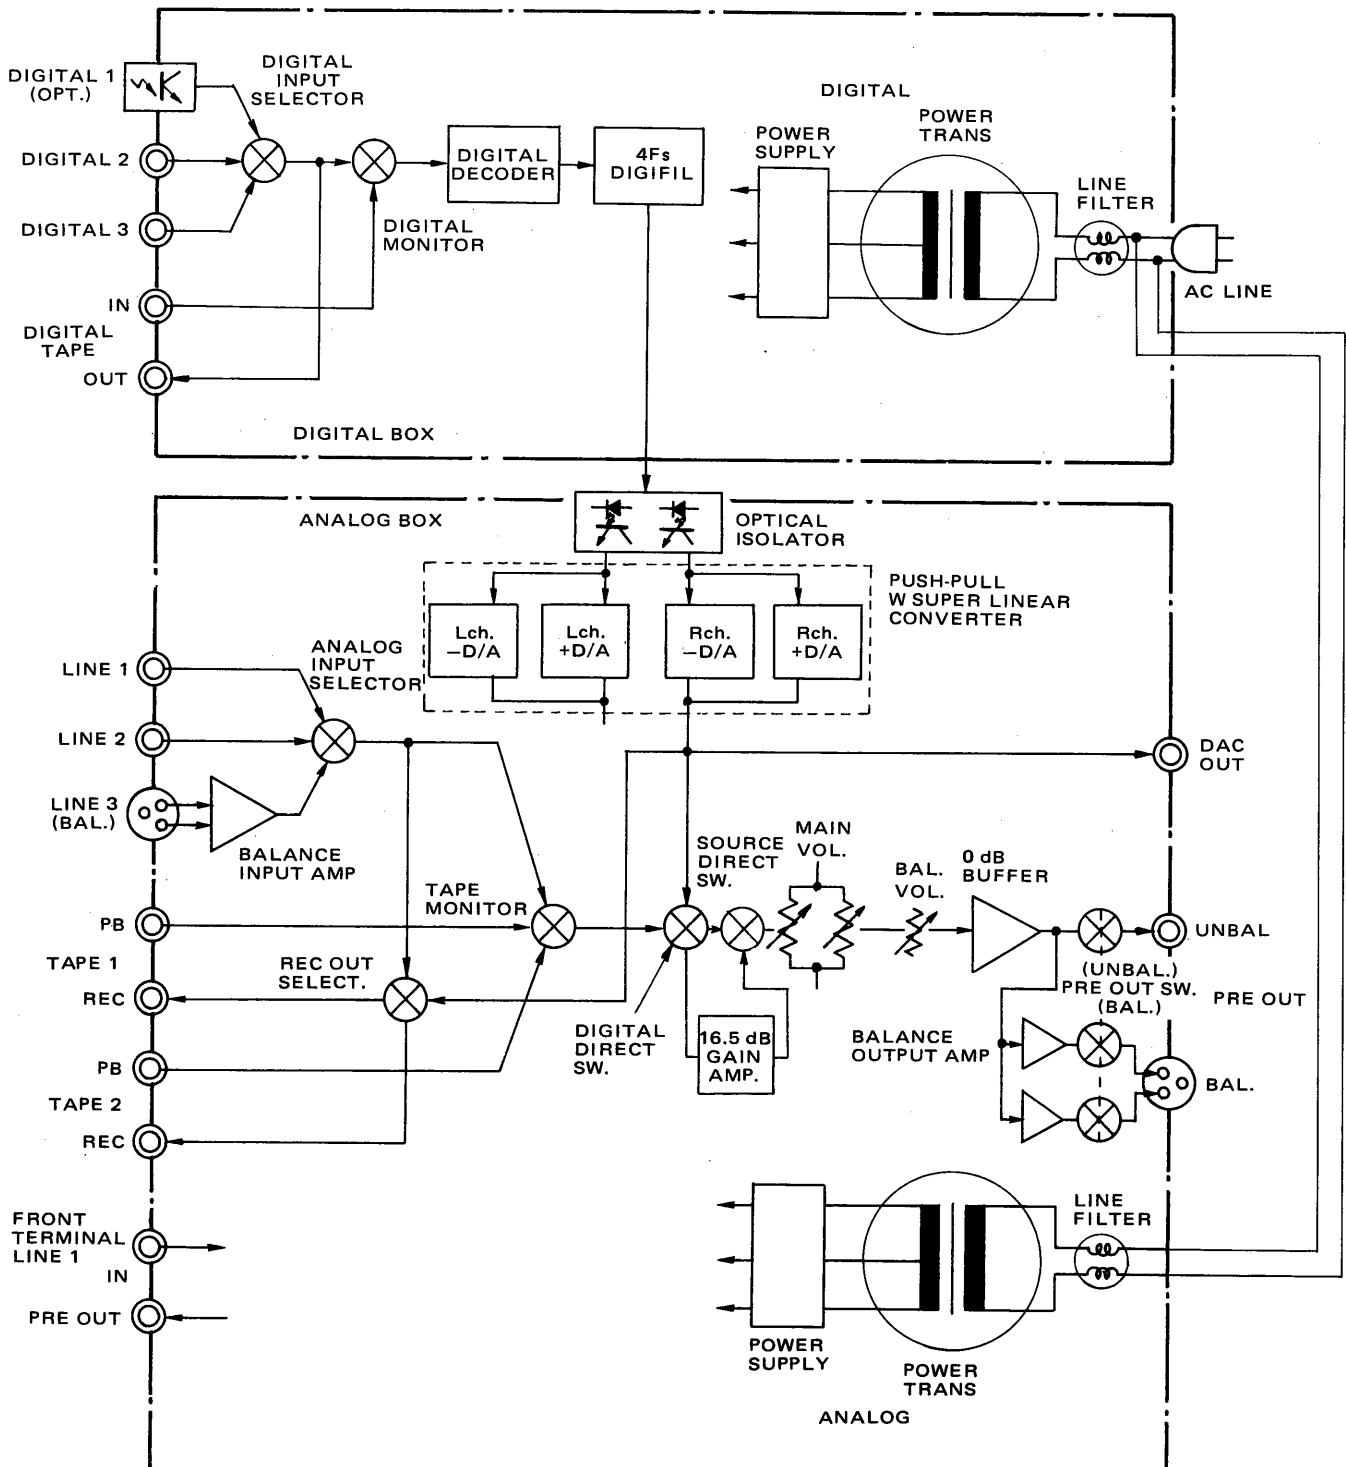 DIGITAL 1
(OPT.)
DIGITAL
INPUT
SELECTOR
DIGITAL 2
DIGITAL 3
IN
DIGITAL
TAPE
OUT
DIGITAL
MONITOR
DIGITAL
DECODER
4Fs
DIGIFIL
DIGITAL
POWER
SUPPLY
POWER
TRANS
LINE
FILTER
AC LINE
DIGITAL BOX
ANALOG BOX
OPTICAL
ISOLATOR
PUSH-PULL
W SUPER LINEAR
CONVERTER
Lch.
−D/A
Lch.
+D/A
Rch.
−D/A
Rch.
+D/A
LINE 1
ANALOG
INPUT
SELECTOR
LINE 2
LINE 3
(BAL.)
BALANCE
INPUT AMP
DAC
OUT
SOURCE
DIRECT
SW.
MAIN
VOL.
BAL.
VOL.
0 dB
BUFFER
TAPE
MONITOR
PB
TAPE 1
REC
REC OUT
SELECT.
UNBAL
(UNBAL.)
PRE OUT SW.
(BAL.)
PRE OUT
DIGITAL
DIRECT
SW.
16.5 dB
GAIN
AMP.
BALANCE
OUTPUT AMP
BAL.
PB
TAPE 2
REC
FRONT
TERMINAL
LINE 1
IN
PRE OUT
LINE
FILTER
POWER
SUPPLY
POWER
TRANS
ANALOG